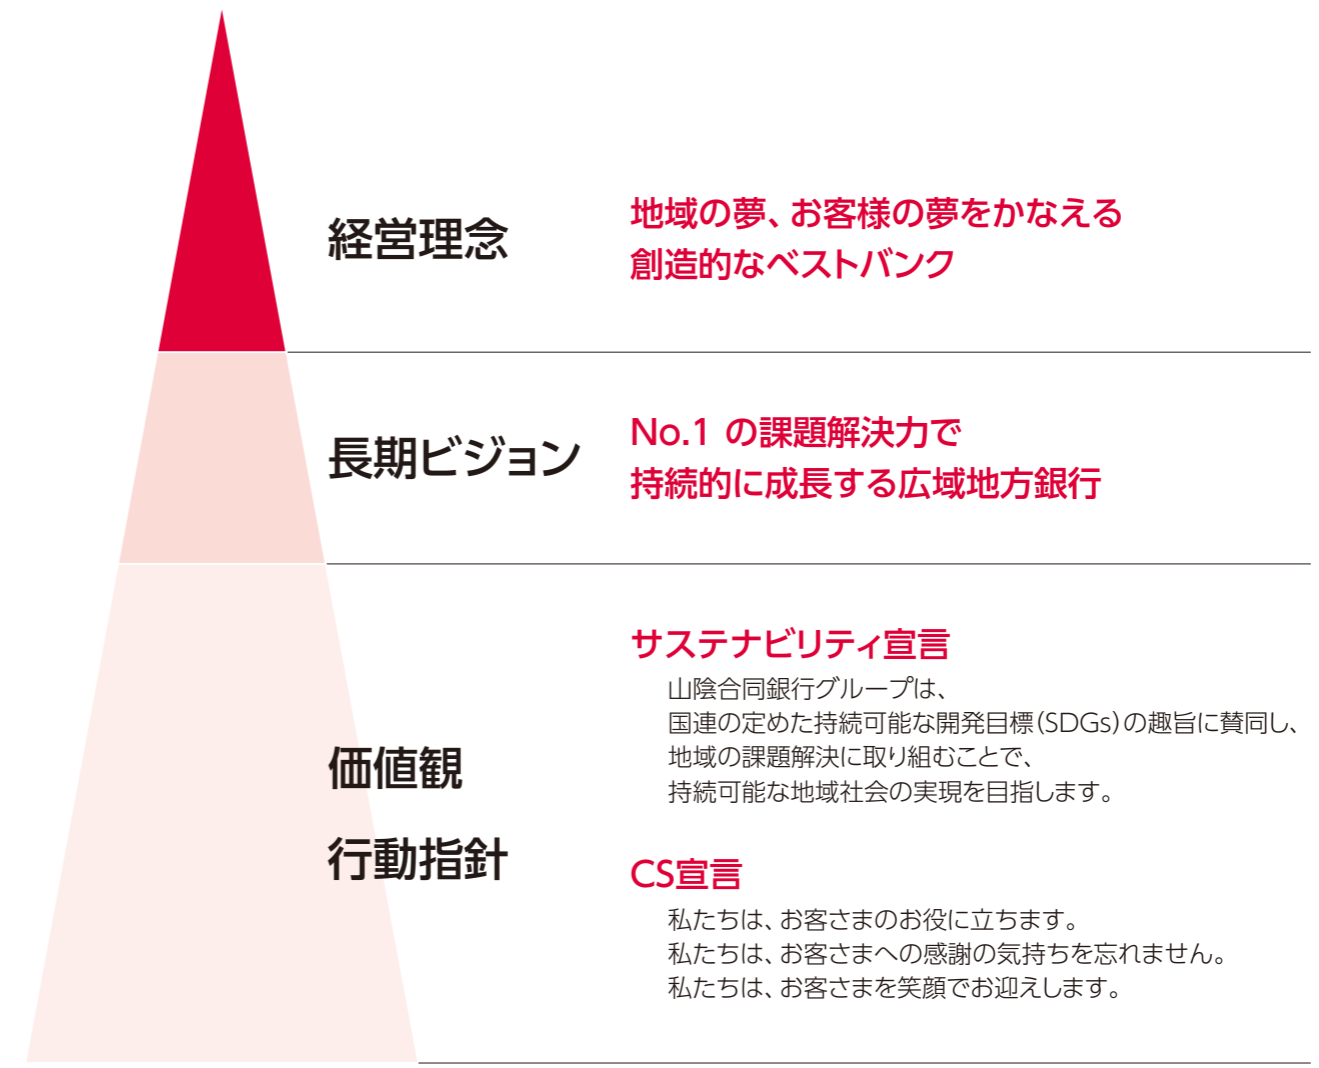 経営理念
地域の夢、お客様の夢をかなえる
創造的なベストバンク
長期ビジョン
No.1 の課題解決力で
持続的に成長する広域地方銀行
価値観
行動指針
サステナビリティ宣言
山陰合同銀行グループは、
国連の定めた持続可能な開発目標(SDGs)の趣旨に賛同し、
地域の課題解決に取り組むことで、
持続可能な地域社会の実現を目指します。
CS宣言
私たちは、お客さまのお役に立ちます。
私たちは、お客さまへの感謝の気持ちを忘れません。
私たちは、お客さまを笑顔でお迎えします。